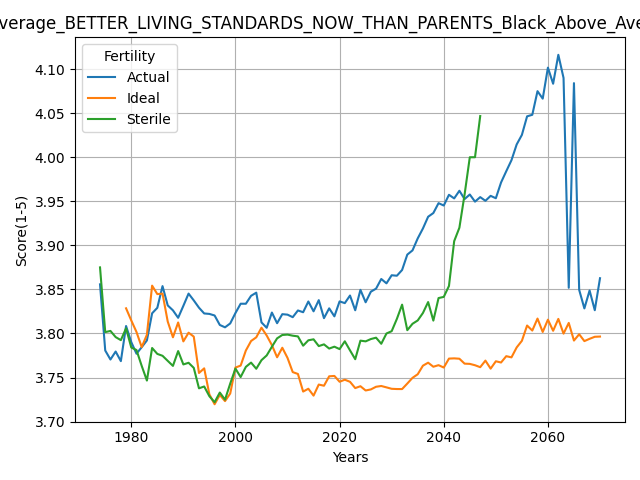 verage_BETTER_LIVING_STANDARDS_NOW_THAN_PARENTS_Black_Above_Ave
Fertility
Actual
Ideal
Sterile
Score(1-5)
4.10
4.05
4.00
3.95
3.90
3.85
3.80
3.75
3.70
1980 2000 2020 2040 2060
Years